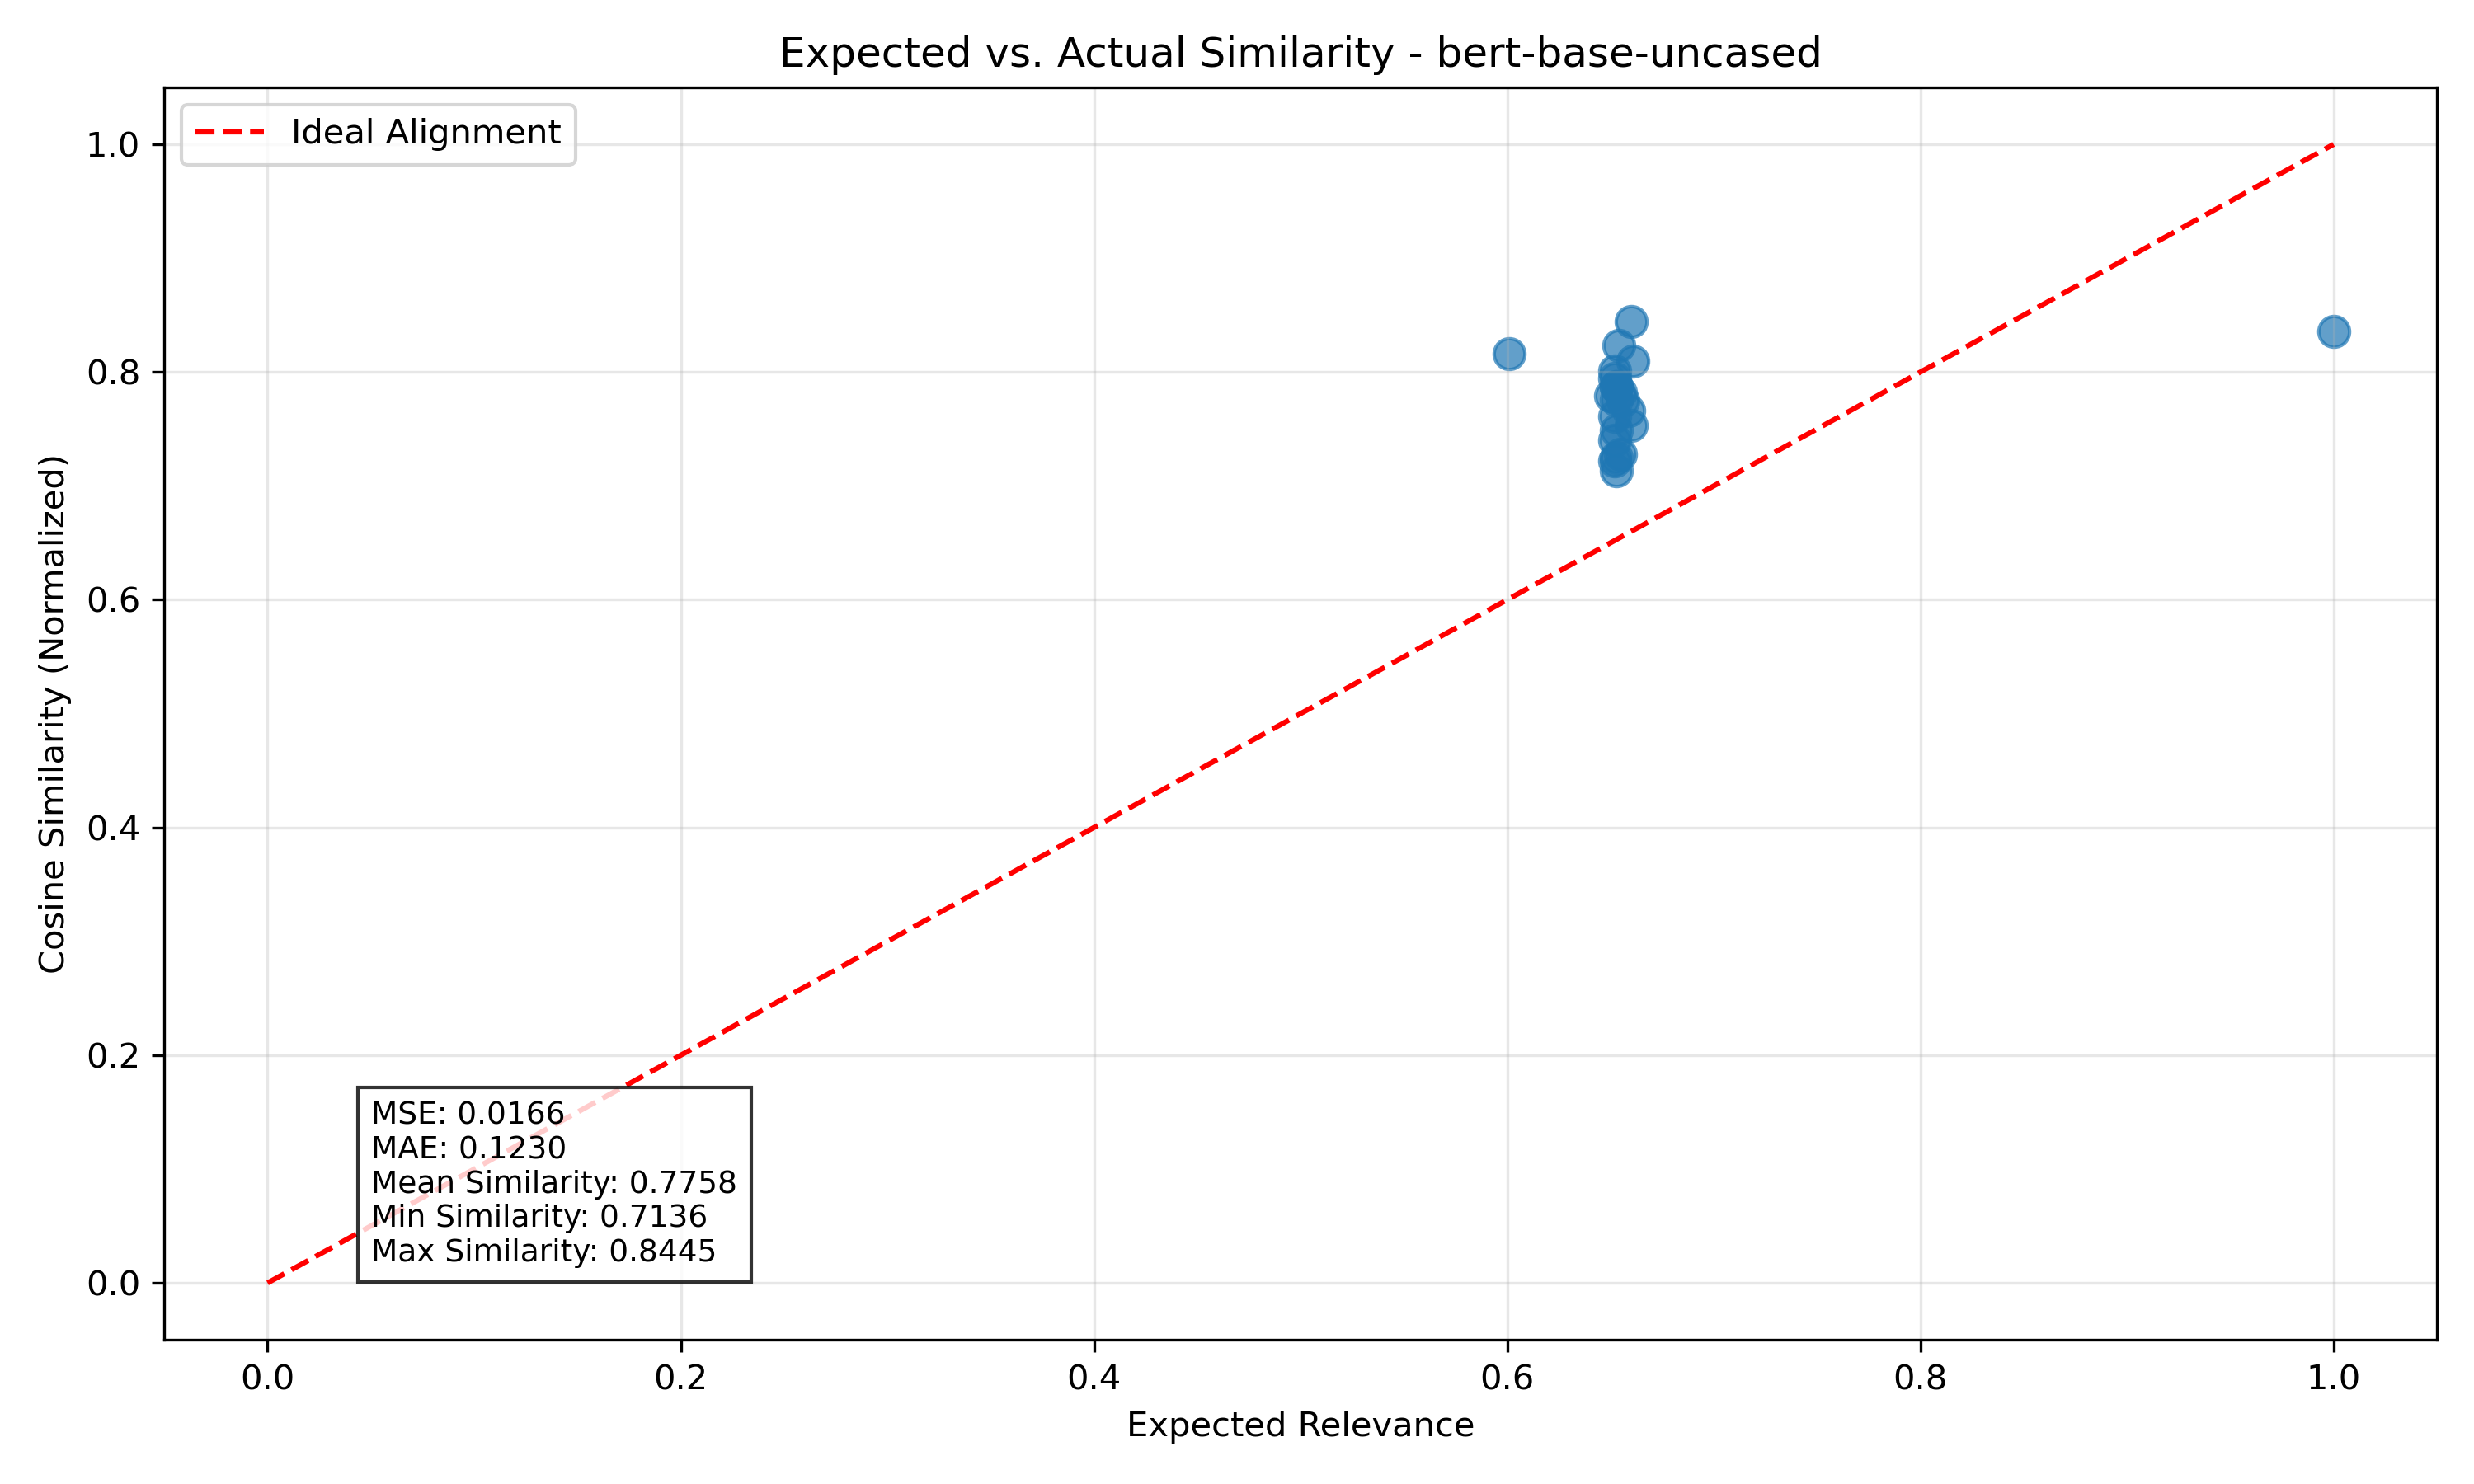 Expected vs. Actual Similarity - bert-base-uncased
Ideal Alignment
1.0
0.8
0.6
0.4
0.2
0.0
Cosine Similarity (Normalized)
MSE: 0.0166
MAE: 0.1230
Mean Similarity: 0.7758
Min Similarity: 0.7136
Max Similarity: 0.8445
0.0 0.2 0.4 0.6 0.8 1.0
Expected Relevance